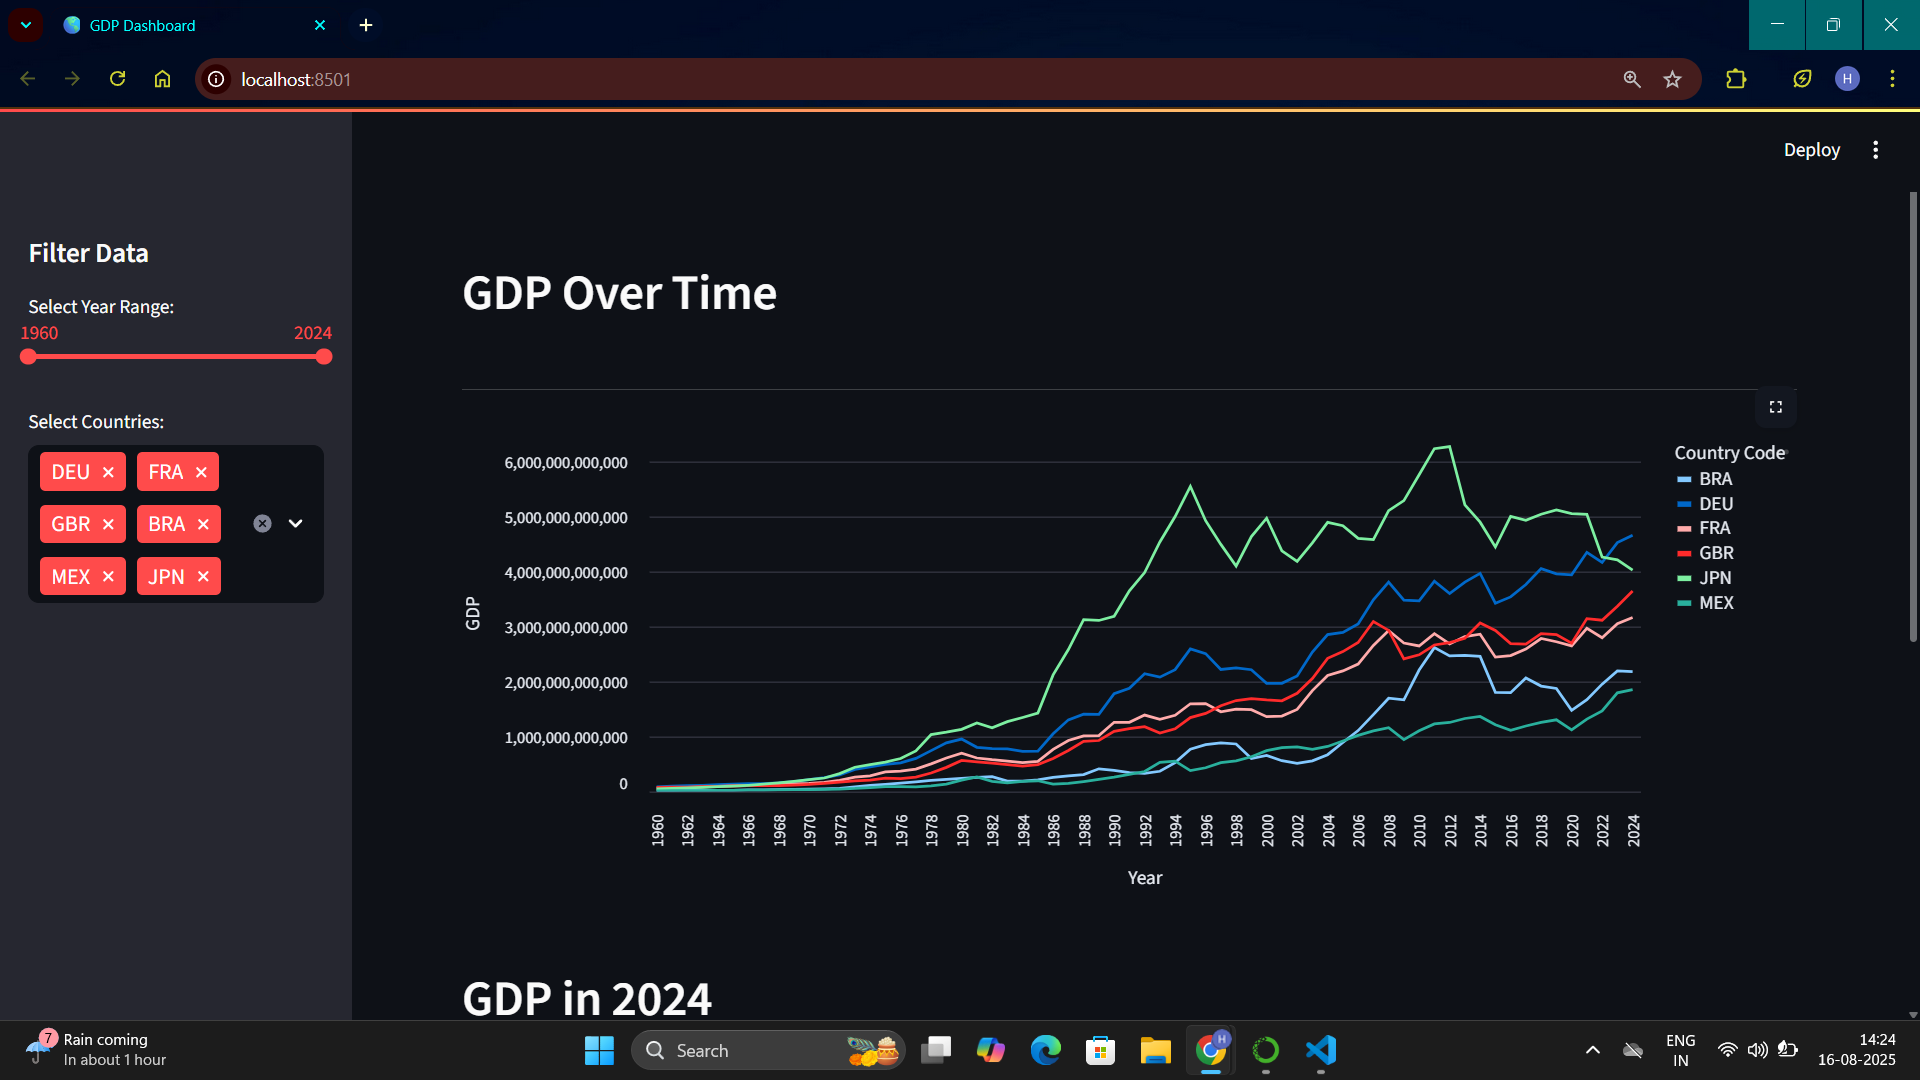 GDP Dashboard
localhost:8501
H
Deploy
Filter Data
Select Year Range:
1960 2024
Select Countries:
DEU FRA
GBR BRA
MEX JPN
GDP Over Time
6,000,000,000,000
5,000,000,000,000
4,000,000,000,000
3,000,000,000,000
2,000,000,000,000
1,000,000,000,000
0
GDP
1960 1962 1964 1966 1968 1970 1972 1974 1976 1978 1980 1982 1984 1986 1988 1990 1992 1994 1996 1998 2000 2002 2004 2006 2008 2010 2012 2014 2016 2018 2020 2022 2024
Year
Country Code
BRA
DEU
FRA
GBR
JPN
MEX
GDP in 2024
7
Rain coming
In about 1 hour
Search
H
ENG
IN
14:24
16-08-2025